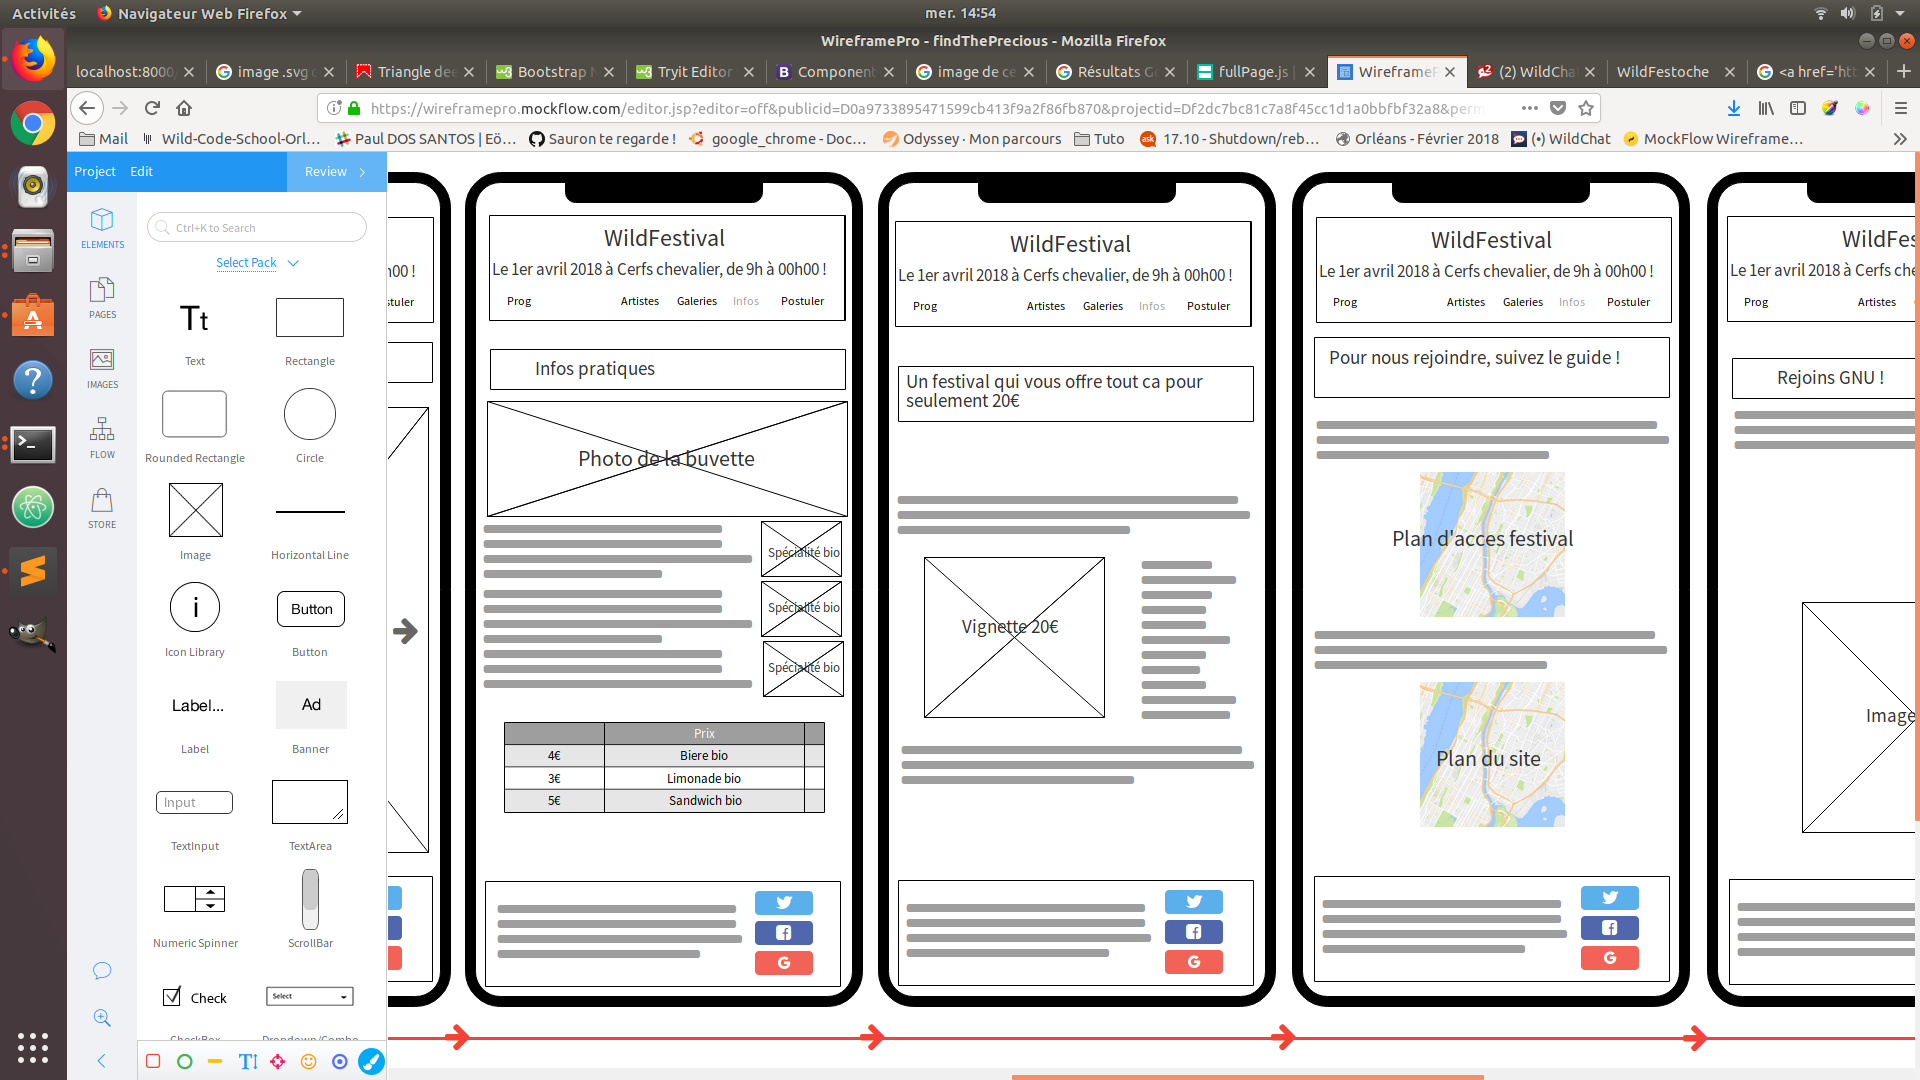 Activités
Navigateur Web Firefox
mer. 14:54
WireframePro - findThePrecious - Mozilla Firefox
localhost:8000/
image .svg c
Triangle dee
Bootstrap N
Tryit Editor
Component
image de ce
Résultats Go
fullPage.js |
WireframeP
(2) WildChat
WildFestoche
<a href='htt
https://wireframepro.mockflow.com/editor.jsp?editor=off&publicid=D0a9733895471599cb413f9a2f86fb870&projectid=Df2dc7bc81c7a8f45cc1d1a0bbfbf32a8&perm
Mail
Wild-Code-School-Orl…
Paul DOS SANTOS | Eö…
Sauron te regarde !
google_chrome - Doc…
Odyssey · Mon parcours
Tuto
17.10 - Shutdown/reb…
Orléans - Février 2018
(•) WildChat
MockFlow Wireframe…
Project
Edit
Review
ELEMENTS
PAGES
IMAGES
FLOW
STORE
Ctrl+K to Search
Select Pack
Tt
Text
Rectangle
Rounded Rectangle
Circle
Image
Horizontal Line
i
Icon Library
Button
Button
Label...
Label
Ad
Banner
Input
TextInput
TextArea
Numeric Spinner
ScrollBar
Check
CheckBox
Select
Dropdown/Combo
h00 !
stuler
WildFestival
Le 1er avril 2018 à Cerfs chevalier, de 9h à 00h00 !
Prog
Artistes
Galeries
Infos
Postuler
Infos pratiques
Photo de la buvette
Spécialité bio
Spécialité bio
Spécialité bio
Prix
4€ Biere bio
3€ Limonade bio
5€ Sandwich bio
WildFestival
Le 1er avril 2018 à Cerfs chevalier, de 9h à 00h00 !
Prog
Artistes
Galeries
Infos
Postuler
Un festival qui vous offre tout ca pour
seulement 20€
Vignette 20€
WildFestival
Le 1er avril 2018 à Cerfs chevalier, de 9h à 00h00 !
Prog
Artistes
Galeries
Infos
Postuler
Pour nous rejoindre, suivez le guide !
Plan d'acces festival
Plan du site
WildFes
Le 1er avril 2018 à Cerfs che
Prog
Artistes
Rejoins GNU !
Image